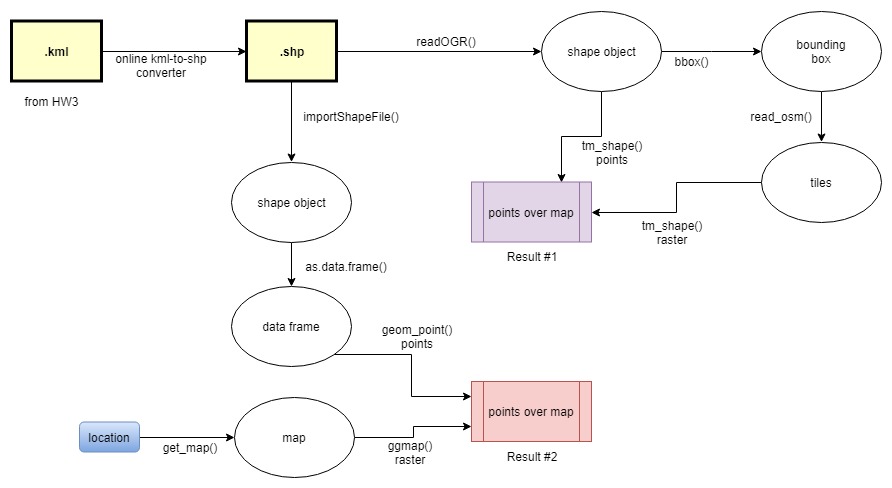 .kml
online kml-to-shp
converter
.shp
readOGR()
shape object
bbox()
bounding
box
from HW3
importShapeFile()
tm_shape()
points
read_osm()
shape object
points over map
tiles
tm_shape()
raster
Result #1
as.data.frame()
data frame
geom_point()
points
location
get_map()
map
ggmap()
raster
points over map
Result #2